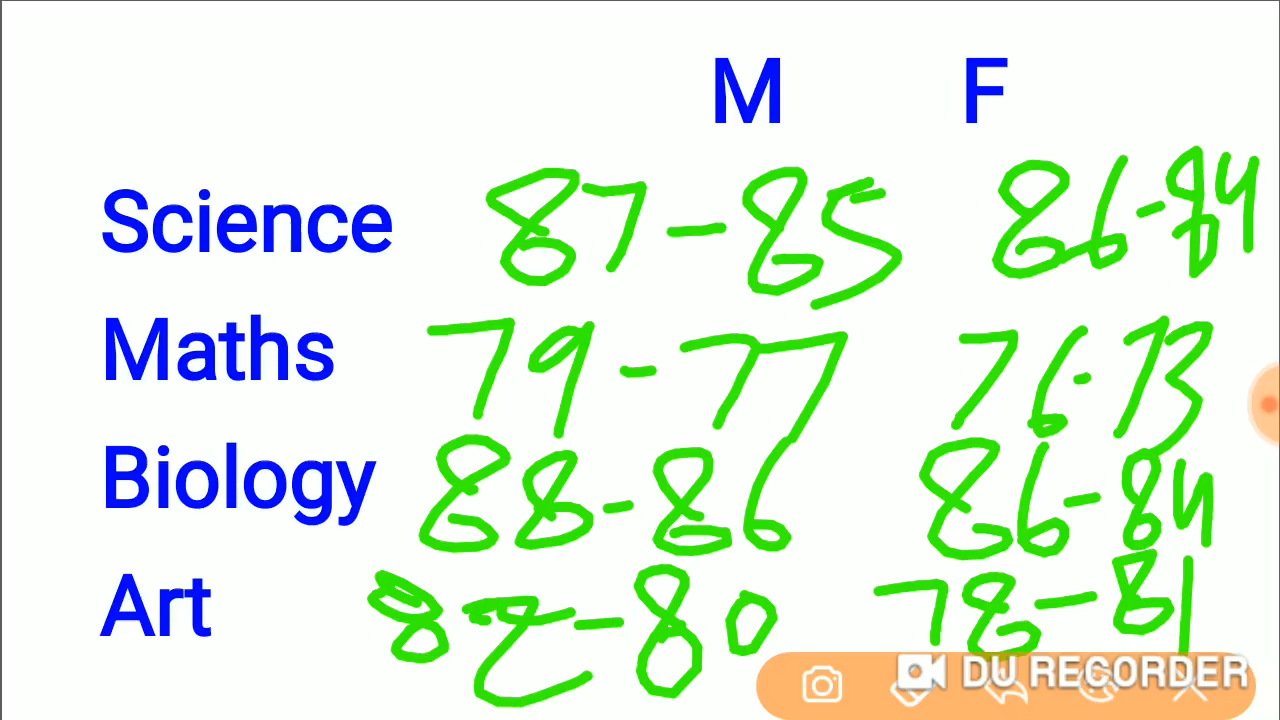 M F
Science 87-85 86-84
Maths 79-77 76-73
Biology 88-86 86-84
Art 82-80 78-81
DU RECORDER